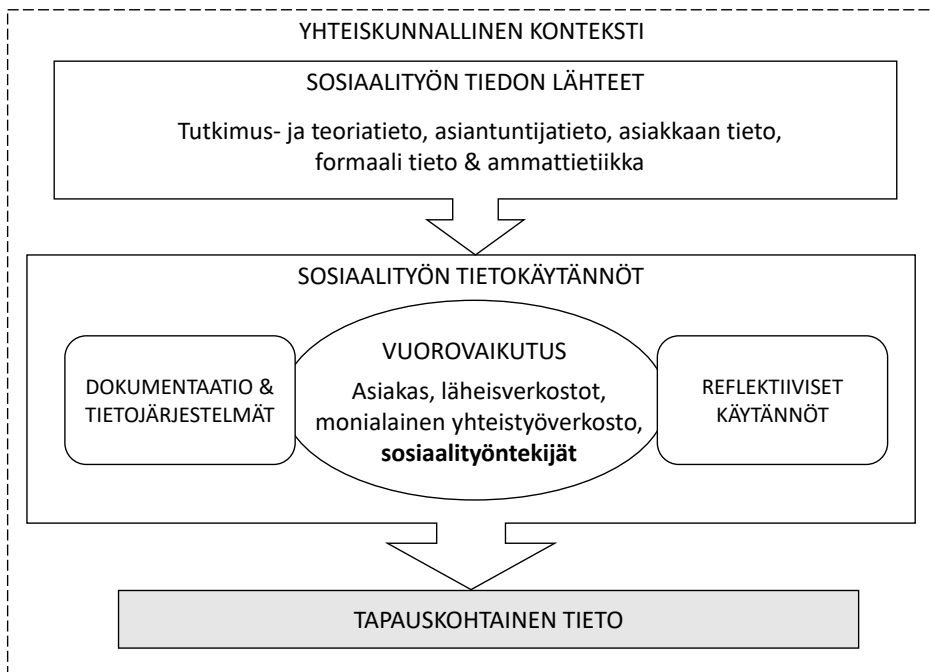 YHTEISKUNNALLINEN KONTEKSTI
SOSIAALITYÖN TIEDON LÄHTEET
Tutkimus- ja teoriatieto, asiantuntijatieto, asiakkaan tieto,
formaali tieto & ammattietiikka
SOSIAALITYÖN TIETOKÄYTÄNNÖT
DOKUMENTAATIO &
TIETOJÄRJESTELMÄT
VUOROVAIKUTUS
Asiakas, läheisverkostot,
monialainen yhteistyöverkosto,
sosiaalityöntekijät
REFLEKTIIVISET
KÄYTÄNNÖT
TAPAUSKOHTAINEN TIETO